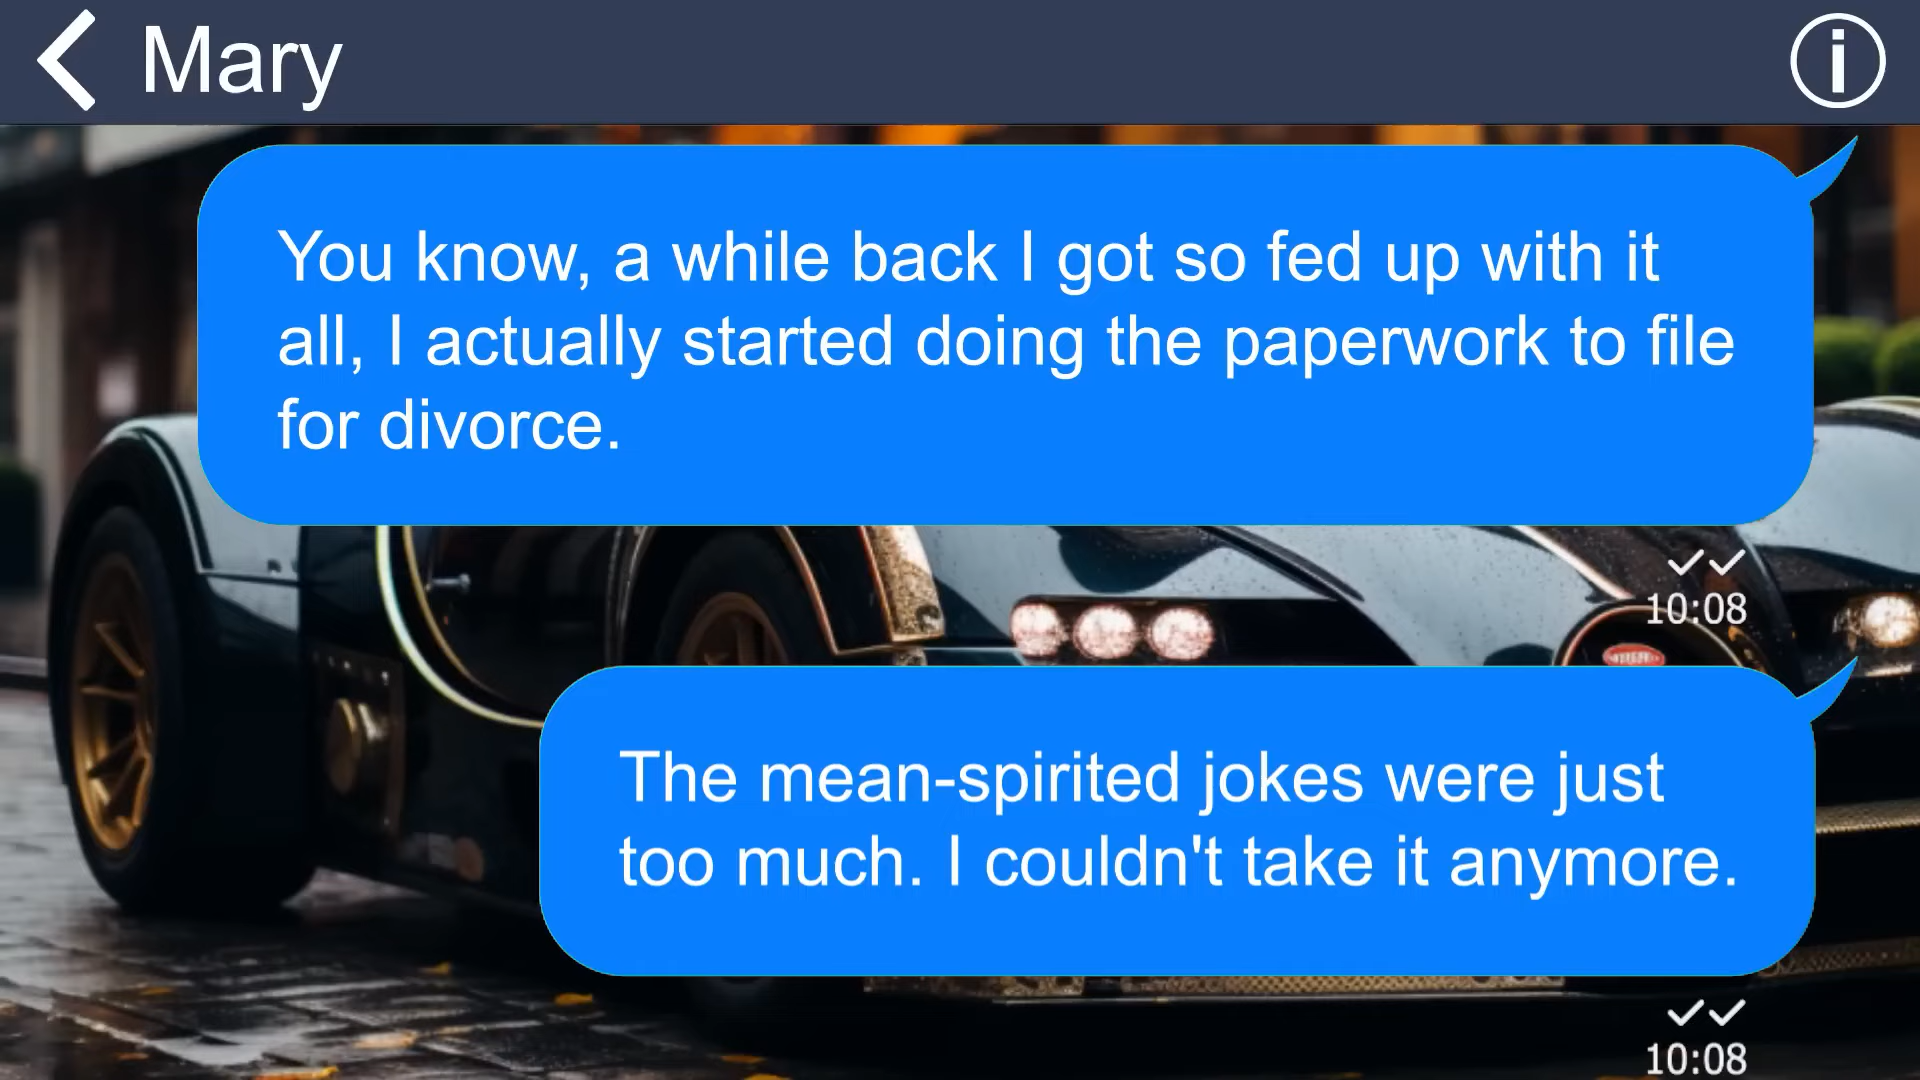 Mary
You know, a while back I got so fed up with it
all, I actually started doing the paperwork to file
for divorce.
10:08
The mean-spirited jokes were just
too much. I couldn't take it anymore.
10:08